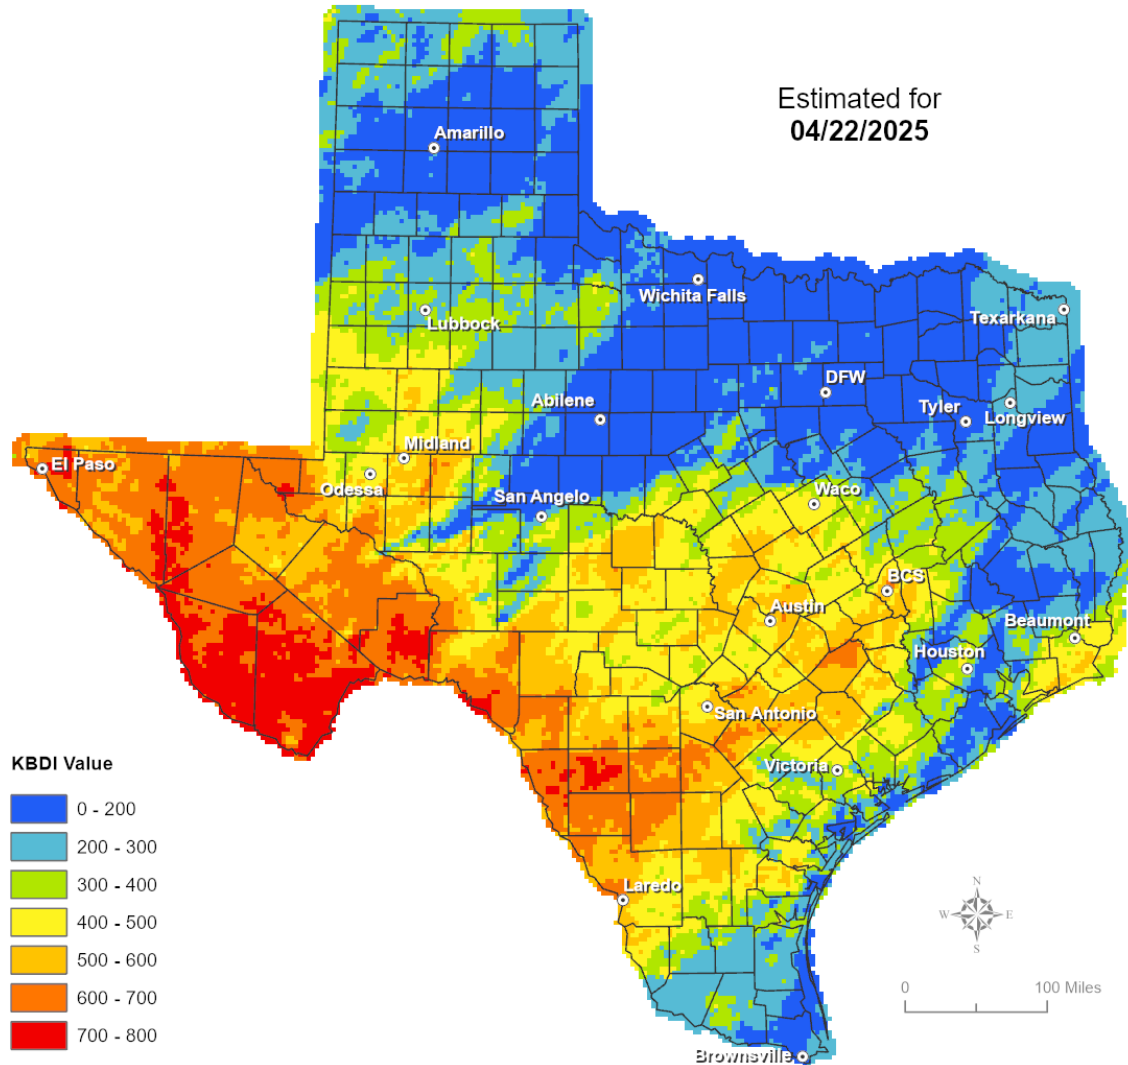 Estimated for
04/22/2025
Amarillo
Wichita Falls
Lubbock
Texarkana
DFW
Abilene
Tyler
Longview
Midland
El Paso
Odessa
San Angelo
Waco
BCS
Austin
Beaumont
Houston
San Antonio
Victoria
Laredo
Brownsville
KBDI Value
0 - 200
200 - 300
300 - 400
400 - 500
500 - 600
600 - 700
700 - 800
N
W E
S
0 100 Miles